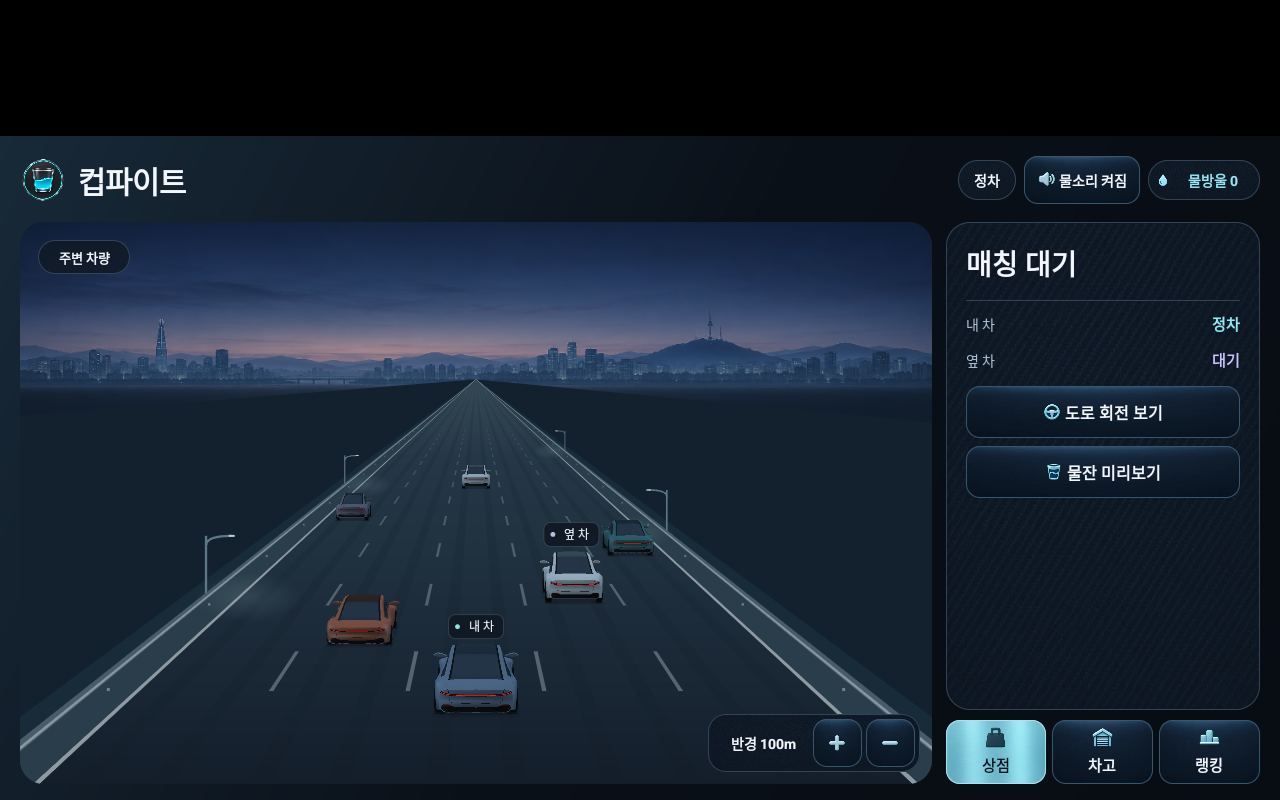 컵파이트
정차
물소리 켜짐
물방울 0
주변 차량
옆 차
내 차
반경 100m
+
−
매칭 대기
내 차
정차
옆 차
대기
도로 회전 보기
물잔 미리보기
상점
차고
랭킹